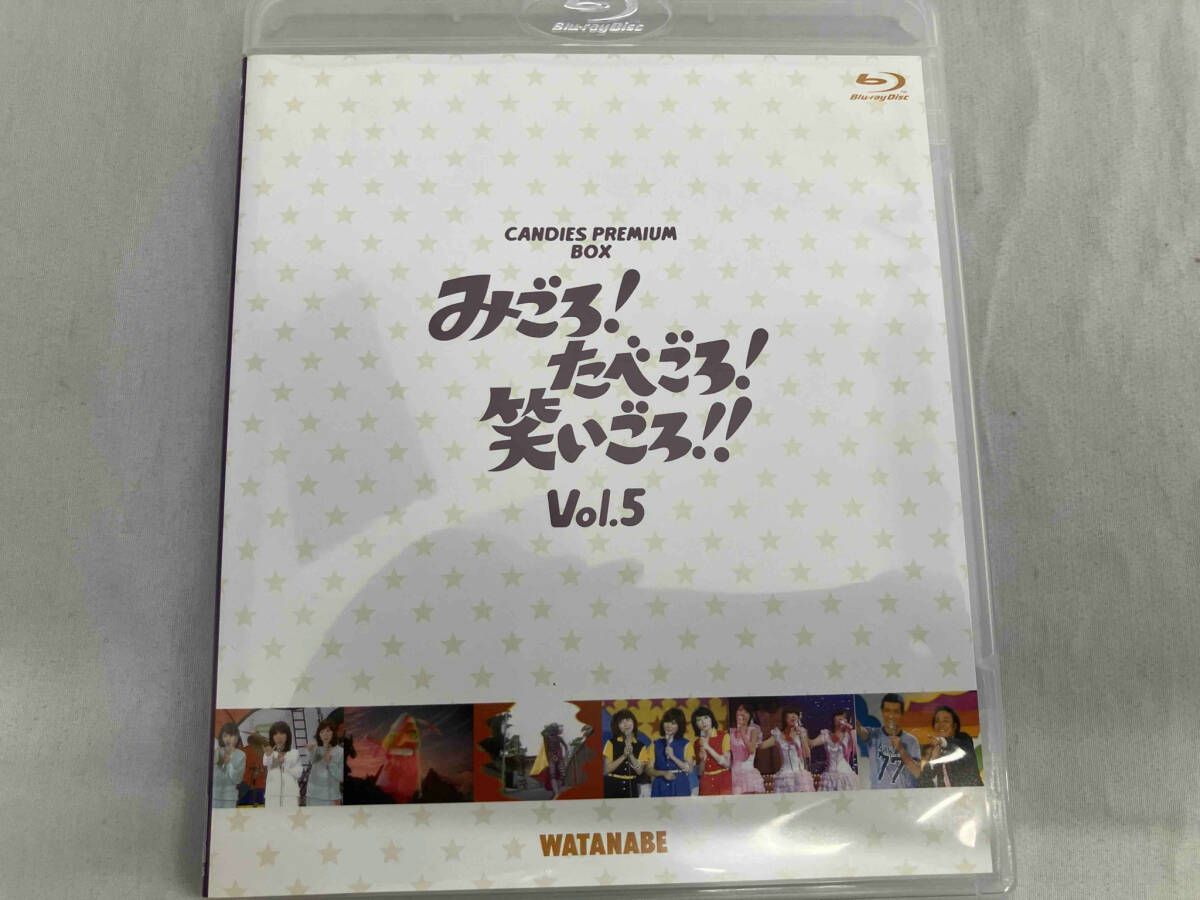 Blu-ray Disc
Blu-ray Disc
CANDIES PREMIUM
BOX
みごろ!
たべごろ!
笑いごろ!!
Vol.5
77
WATANABE